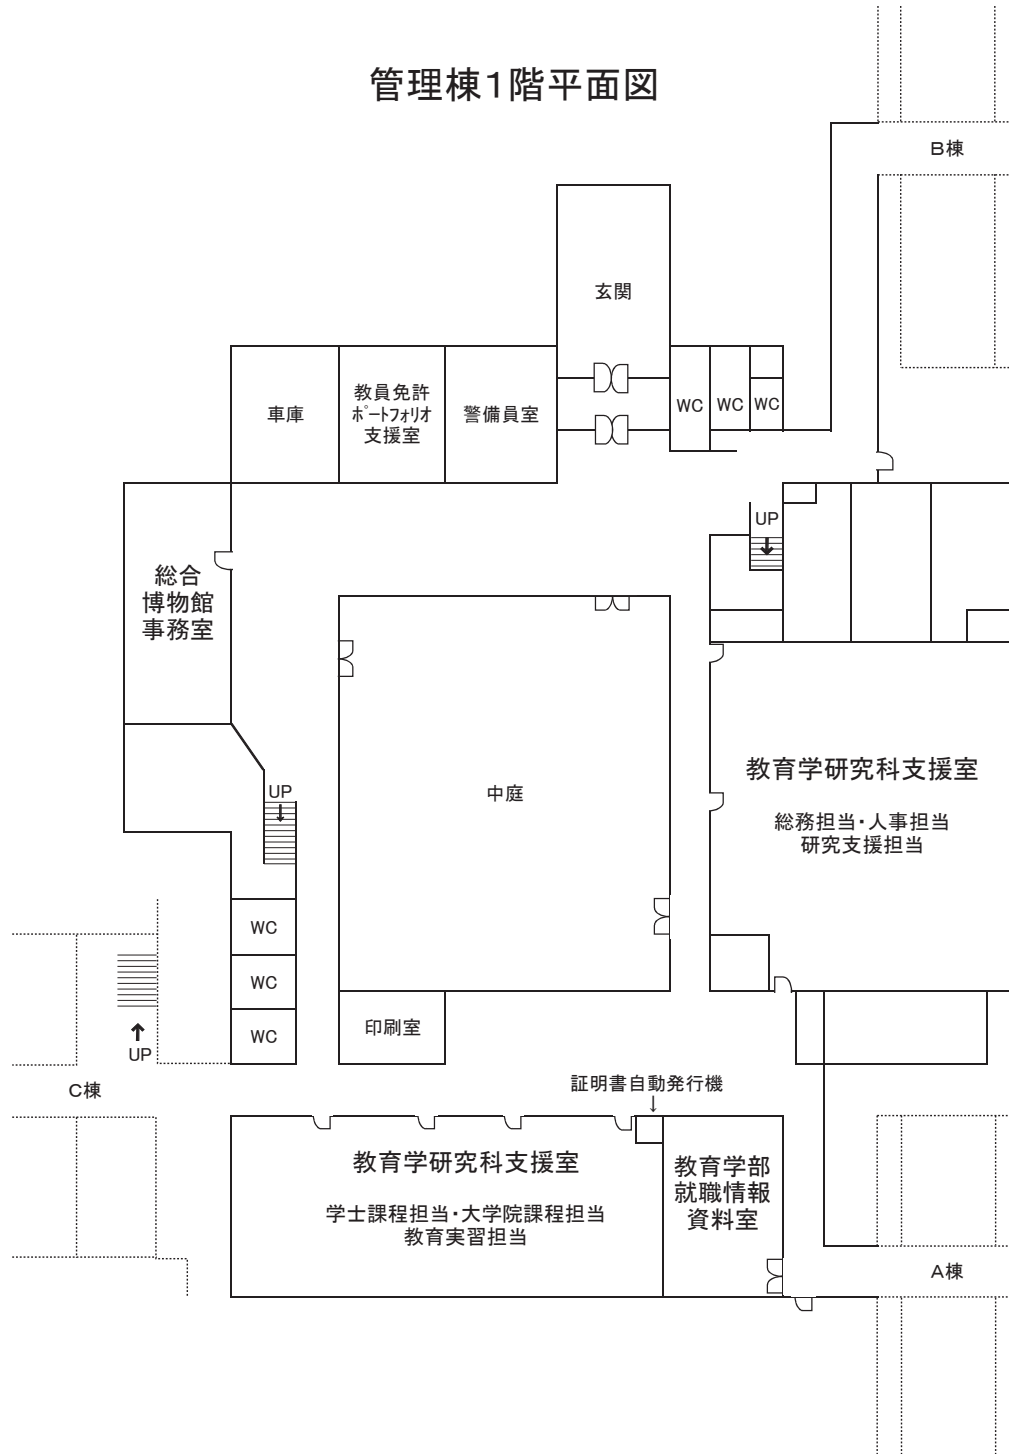 管理棟1階平面図
B棟
玄関
車庫
教員免許
ポートフォリオ
支援室
警備員室
WC
WC
WC
UP
総合
博物館
事務室
教育学研究科支援室
総務担当・人事担当
研究支援担当
中庭
UP
WC
WC
WC
UP
C棟
印刷室
証明書自動発行機
↓
教育学研究科支援室
学士課程担当・大学院課程担当
教育実習担当
教育学部
就職情報
資料室
A棟